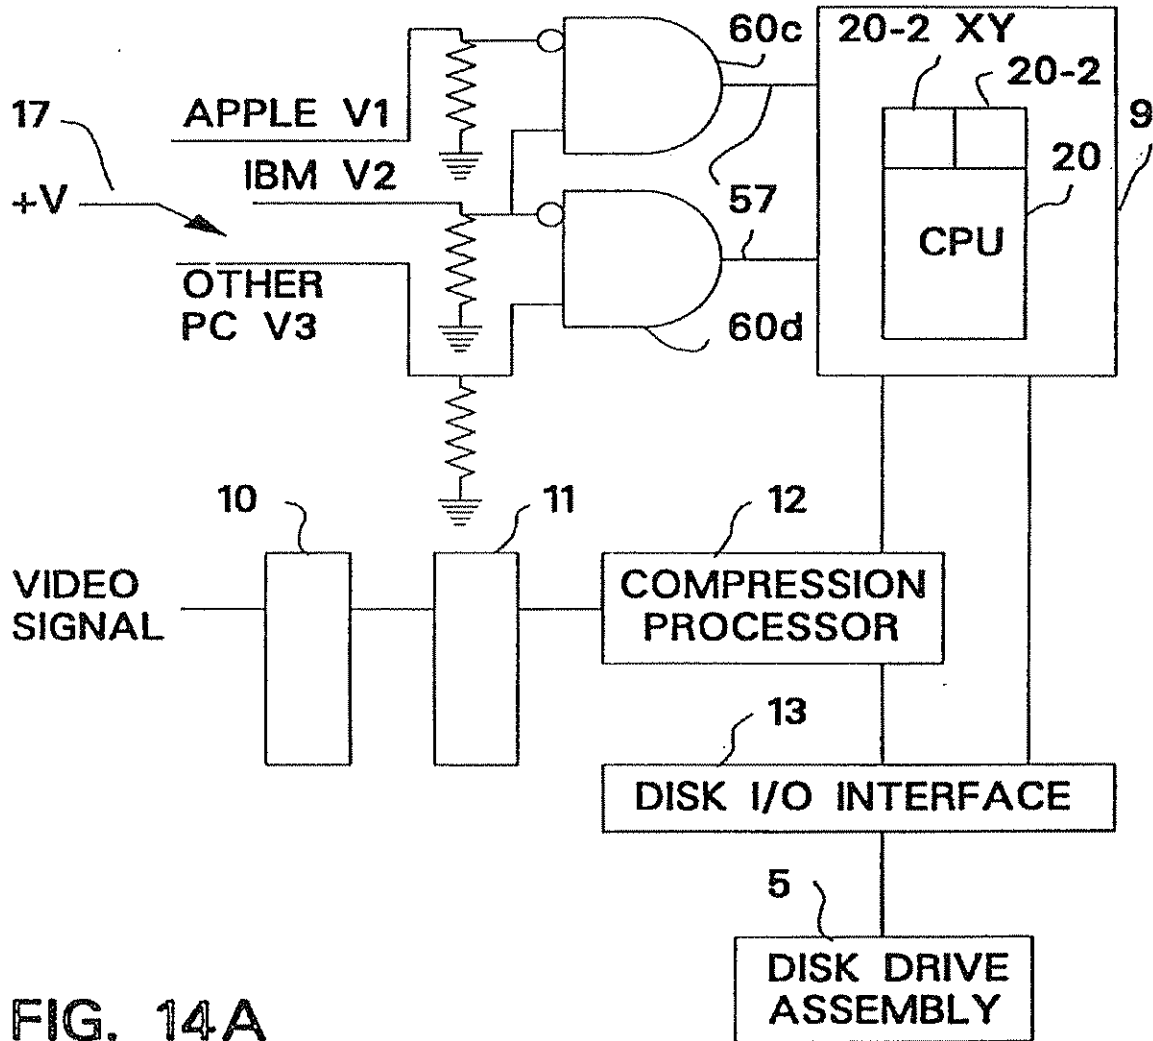 60c
20-2 XY
20-2
17
APPLE V1
9
IBM V2
20
+V
57
CPU
OTHER
PC V3
60d
10
11
12
VIDEO
SIGNAL
COMPRESSION
PROCESSOR
13
DISK I/O INTERFACE
5
DISK DRIVE
ASSEMBLY
FIG. 14A